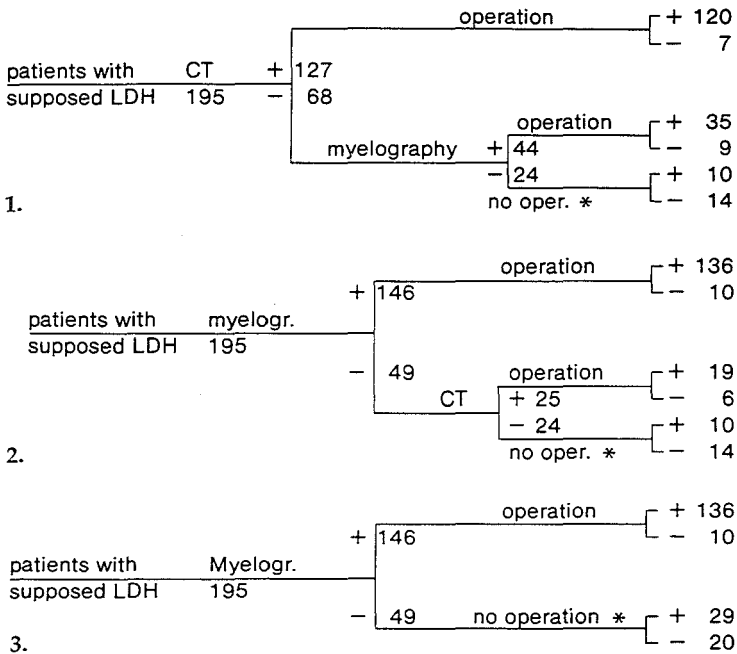 operation + 120
− 7
patients with CT + 127
supposed LDH 195 − 68
operation + 35
myelography + 44 − 9
− 24 + 10
1. no oper. * − 14
operation + 136
+ 146 − 10
patients with myelogr.
supposed LDH 195
− 49 operation + 19
CT + 25 − 6
− 24 + 10
2. no oper. * − 14
operation + 136
+ 146 − 10
patients with Myelogr.
supposed LDH 195
− 49 no operation * + 29
3. − 20